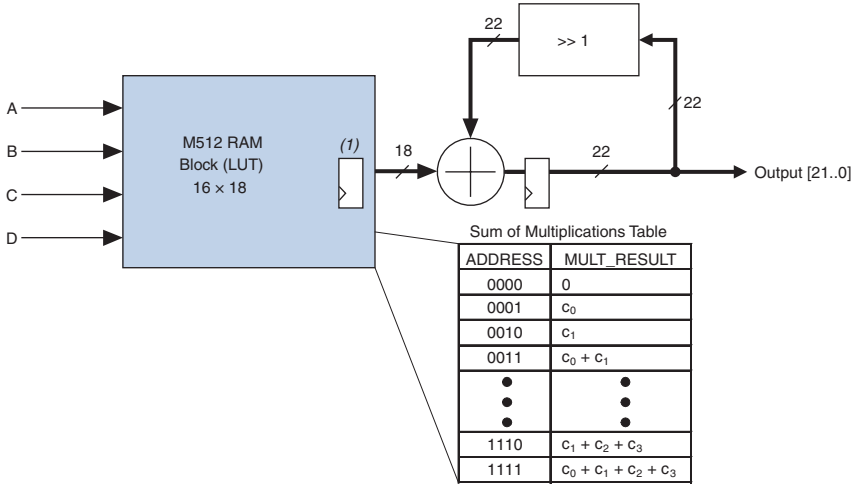 22
>> 1
22
A
B
C
D
M512 RAM
Block (LUT)
16 × 18
(1)
18
22
Output [21..0]
Sum of Multiplications Table
ADDRESS MULT_RESULT
0000 0
0001 c₀
0010 c₁
0011 c₀ + c₁
1110 c₁ + c₂ + c₃
1111 c₀ + c₁ + c₂ + c₃